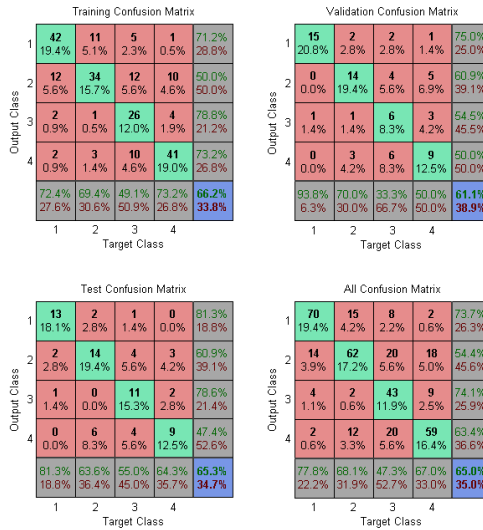 Training Confusion Matrix
1 42 11 5 1 71.2%
19.4% 5.1% 2.3% 0.5% 28.8%
2 12 34 12 10 50.0%
5.6% 15.7% 5.6% 4.6% 50.0%
3 2 1 26 4 78.8%
0.9% 0.5% 12.0% 1.9% 21.2%
4 2 3 10 41 73.2%
0.9% 1.4% 4.6% 19.0% 26.8%
72.4% 69.4% 49.1% 73.2% 66.2%
27.6% 30.6% 50.9% 26.8% 33.8%
1 2 3 4
Output Class
Target Class
Validation Confusion Matrix
1 15 2 2 1 75.0%
20.8% 2.8% 2.8% 1.4% 25.0%
2 0 14 4 5 60.9%
0.0% 19.4% 5.6% 6.9% 39.1%
3 1 1 6 3 54.5%
1.4% 1.4% 8.3% 4.2% 45.5%
4 0 3 6 9 50.0%
0.0% 4.2% 8.3% 12.5% 50.0%
93.8% 70.0% 33.3% 50.0% 61.1%
6.3% 30.0% 66.7% 50.0% 38.9%
1 2 3 4
Output Class
Target Class
Test Confusion Matrix
1 13 2 1 0 81.3%
18.1% 2.8% 1.4% 0.0% 18.8%
2 2 14 4 3 60.9%
2.8% 19.4% 5.6% 4.2% 39.1%
3 1 0 11 2 78.6%
1.4% 0.0% 15.3% 2.8% 21.4%
4 0 6 4 9 47.4%
0.0% 8.3% 5.6% 12.5% 52.6%
81.3% 63.6% 55.0% 64.3% 65.3%
18.8% 36.4% 45.0% 35.7% 34.7%
1 2 3 4
Output Class
Target Class
All Confusion Matrix
1 70 15 8 2 73.7%
19.4% 4.2% 2.2% 0.6% 26.3%
2 14 62 20 18 54.4%
3.9% 17.2% 5.6% 5.0% 45.6%
3 4 2 43 9 74.1%
1.1% 0.6% 11.9% 2.5% 25.9%
4 2 12 20 59 63.4%
0.6% 3.3% 5.6% 16.4% 36.6%
77.8% 68.1% 47.3% 67.0% 65.0%
22.2% 31.9% 52.7% 33.0% 35.0%
1 2 3 4
Output Class
Target Class